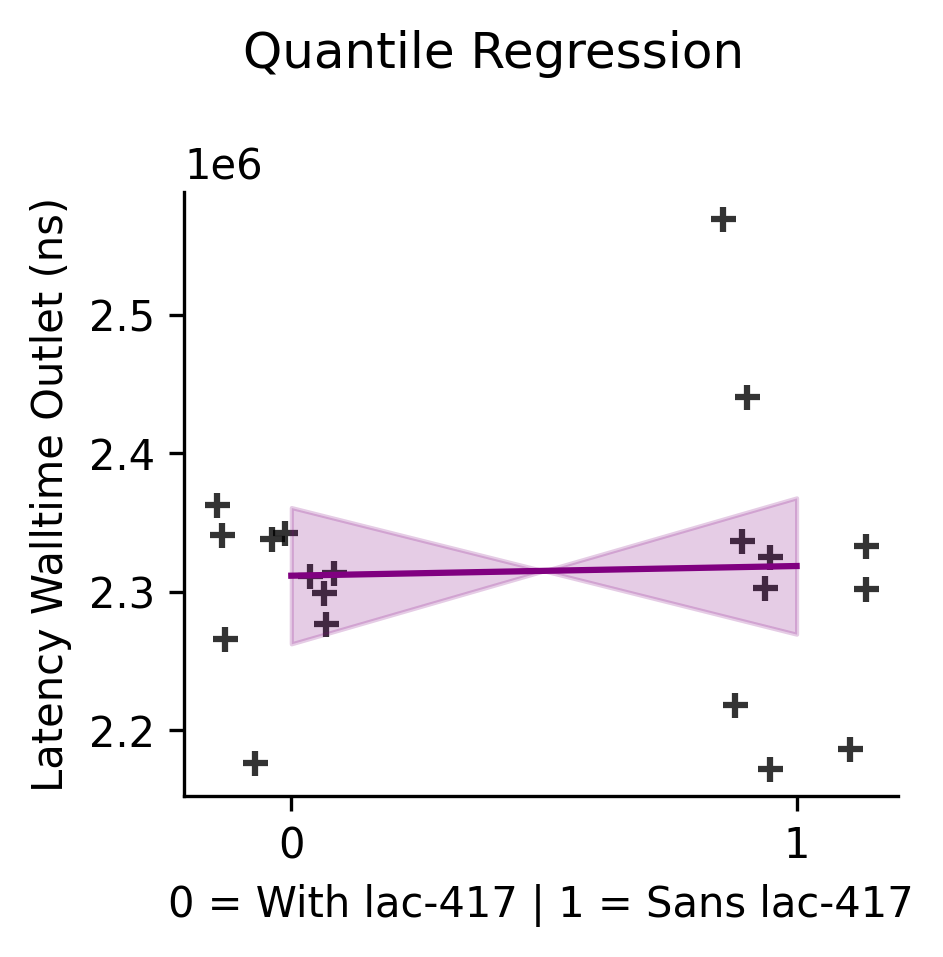 Quantile Regression
1e6
Latency Walltime Outlet (ns)
2.5
2.4
2.3
2.2
0
1
0 = With lac-417 | 1 = Sans lac-417